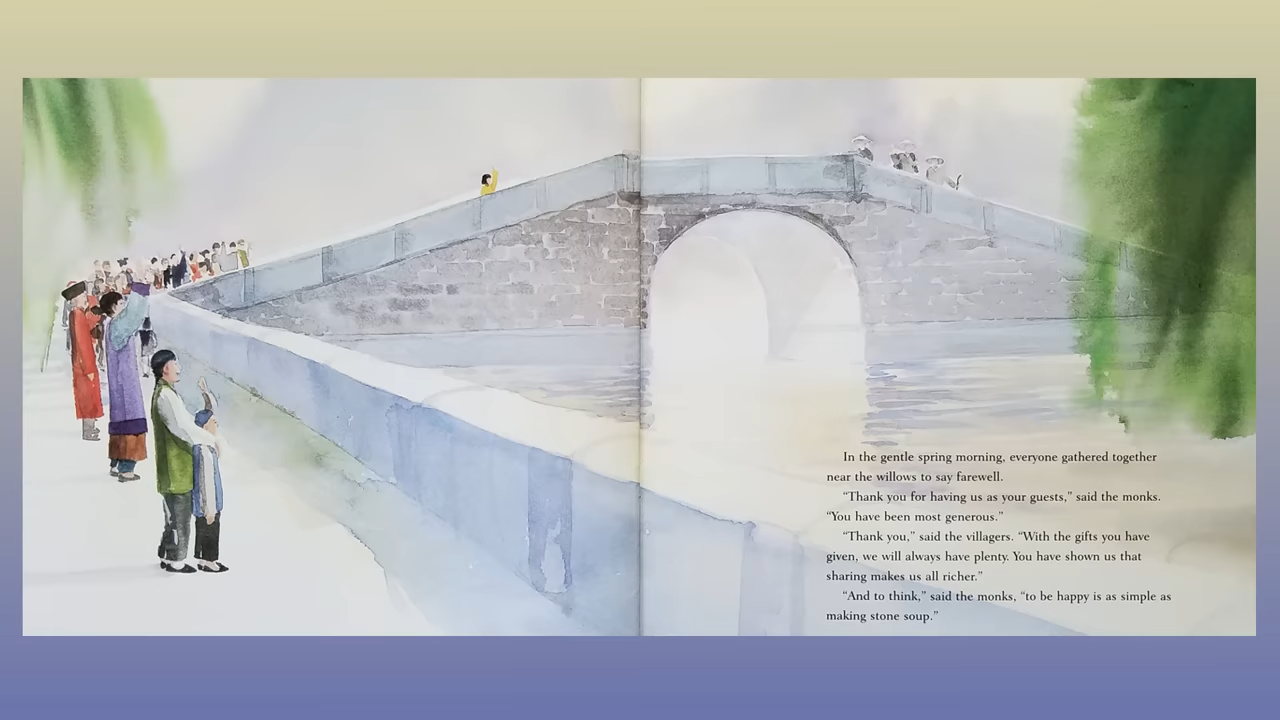 In the gentle spring morning, everyone gathered together
near the willows to say farewell.
“Thank you for having us as your guests,” said the monks.
“You have been most generous.”
“Thank you,” said the villagers. “With the gifts you have
given, we will always have plenty. You have shown us that
sharing makes us all richer.”
“And to think,” said the monks, “to be happy is as simple as
making stone soup.”